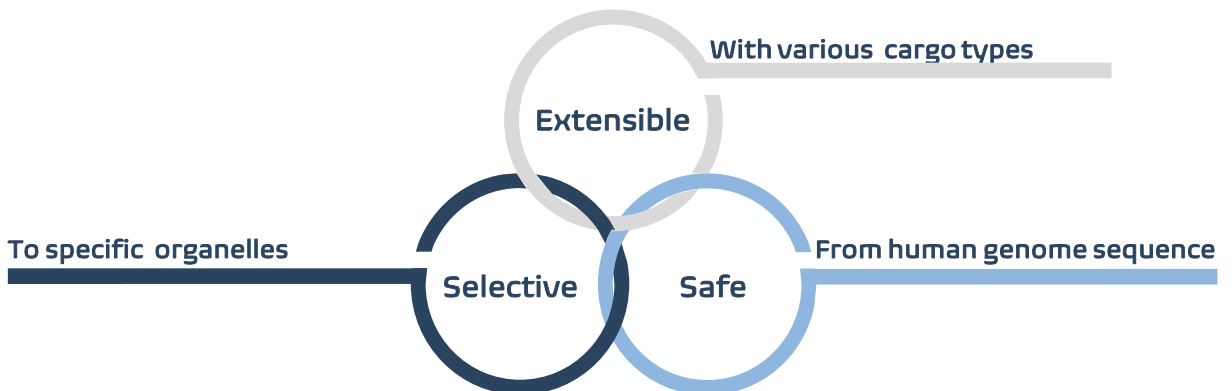 With various cargo types
Extensible
To specific organelles
From human genome sequence
Selective
Safe